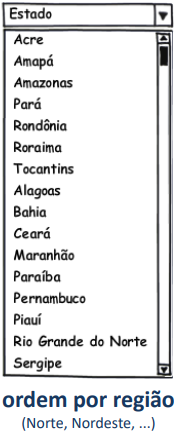 Estado
Acre
Amapá
Amazonas
Pará
Rondônia
Roraima
Tocantins
Alagoas
Bahia
Ceará
Maranhão
Paraíba
Pernambuco
Piauí
Rio Grande do Norte
Sergipe
ordem por região
(Norte, Nordeste, ...)